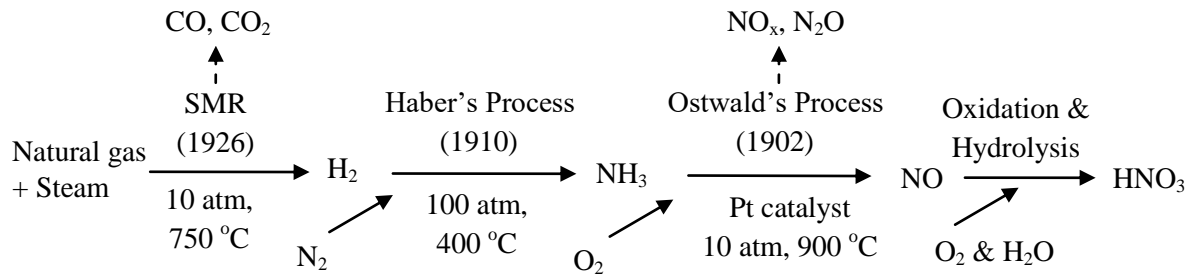 CO, CO₂
NOₓ, N₂O
SMR
(1926)
Haber's Process
(1910)
Ostwald's Process
(1902)
Oxidation &
Hydrolysis
Natural gas
+ Steam
H₂
NH₃
NO
HNO₃
10 atm,
750 °C
100 atm,
400 °C
Pt catalyst
10 atm, 900 °C
N₂
O₂
O₂ & H₂O